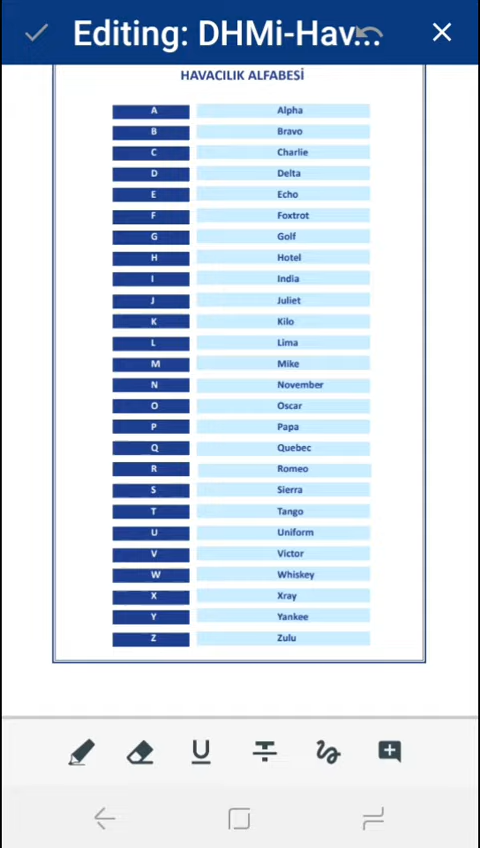 Editing: DHMi-Hav...
HAVACILIK ALFABESİ
A Alpha
B Bravo
C Charlie
D Delta
E Echo
F Foxtrot
G Golf
H Hotel
I India
J Juliet
K Kilo
L Lima
M Mike
N November
O Oscar
P Papa
Q Quebec
R Romeo
S Sierra
T Tango
U Uniform
V Victor
W Whiskey
X Xray
Y Yankee
Z Zulu